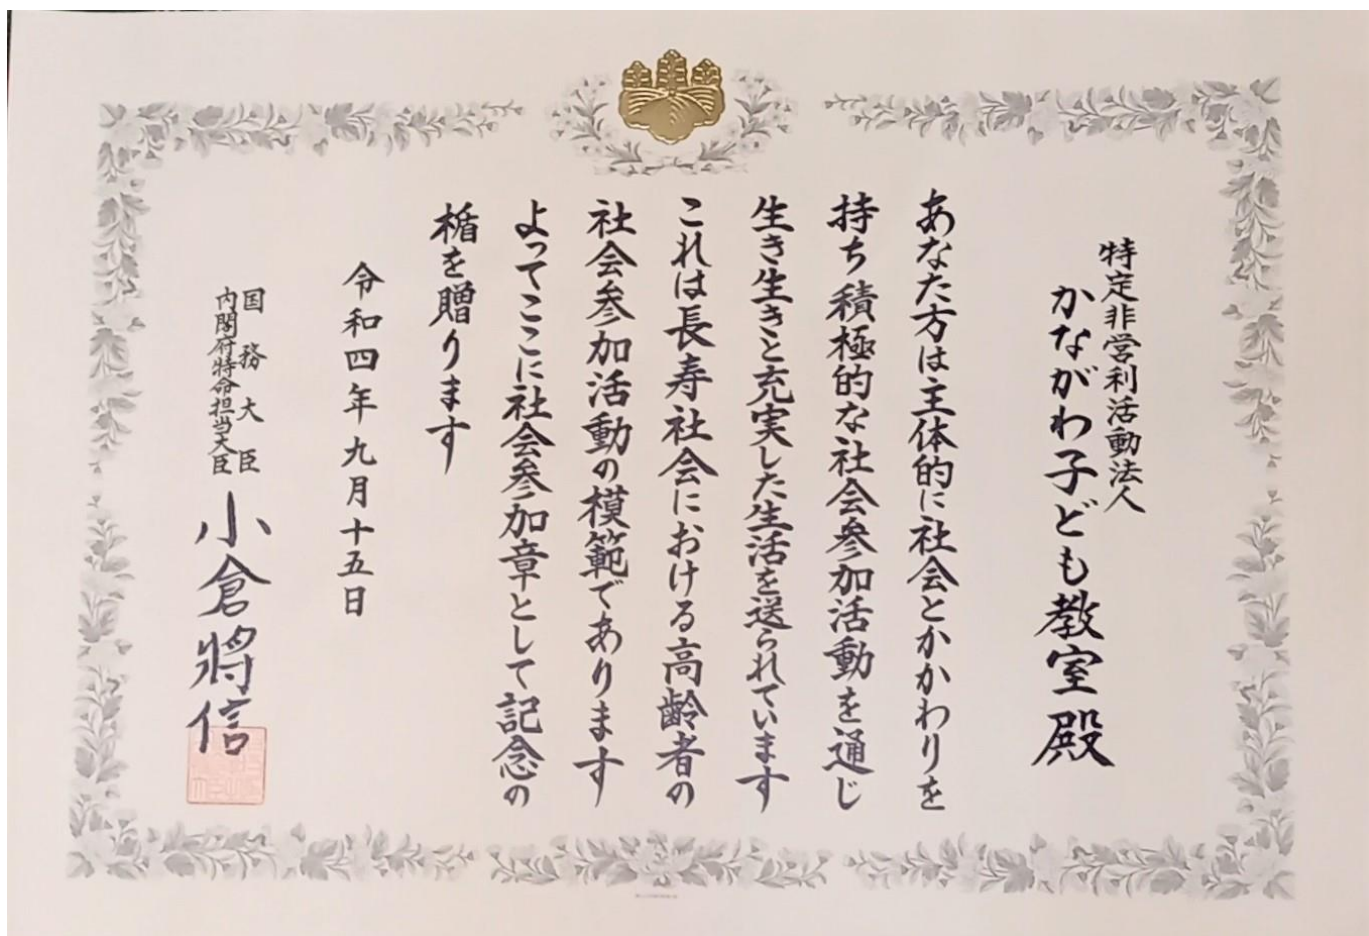 特定非営利活動法人
かながわ子ども教室殿
あなた方は主体的に社会とかかわりを
持ち積極的な社会参加活動を通じ
生き生きと充実した生活を送られています
これは長寿社会における高齢者の
社会参加活動の模範であります
よってここに社会参加章として記念の
楯を贈ります
令和四年九月十五日
国務大臣
内閣府特命担当大臣
小倉將信